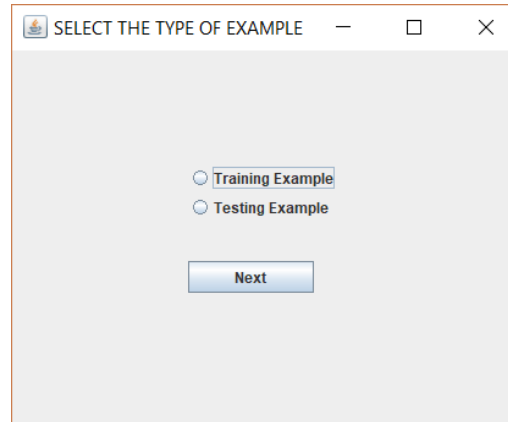 SELECT THE TYPE OF EXAMPLE
Training Example
Testing Example
Next